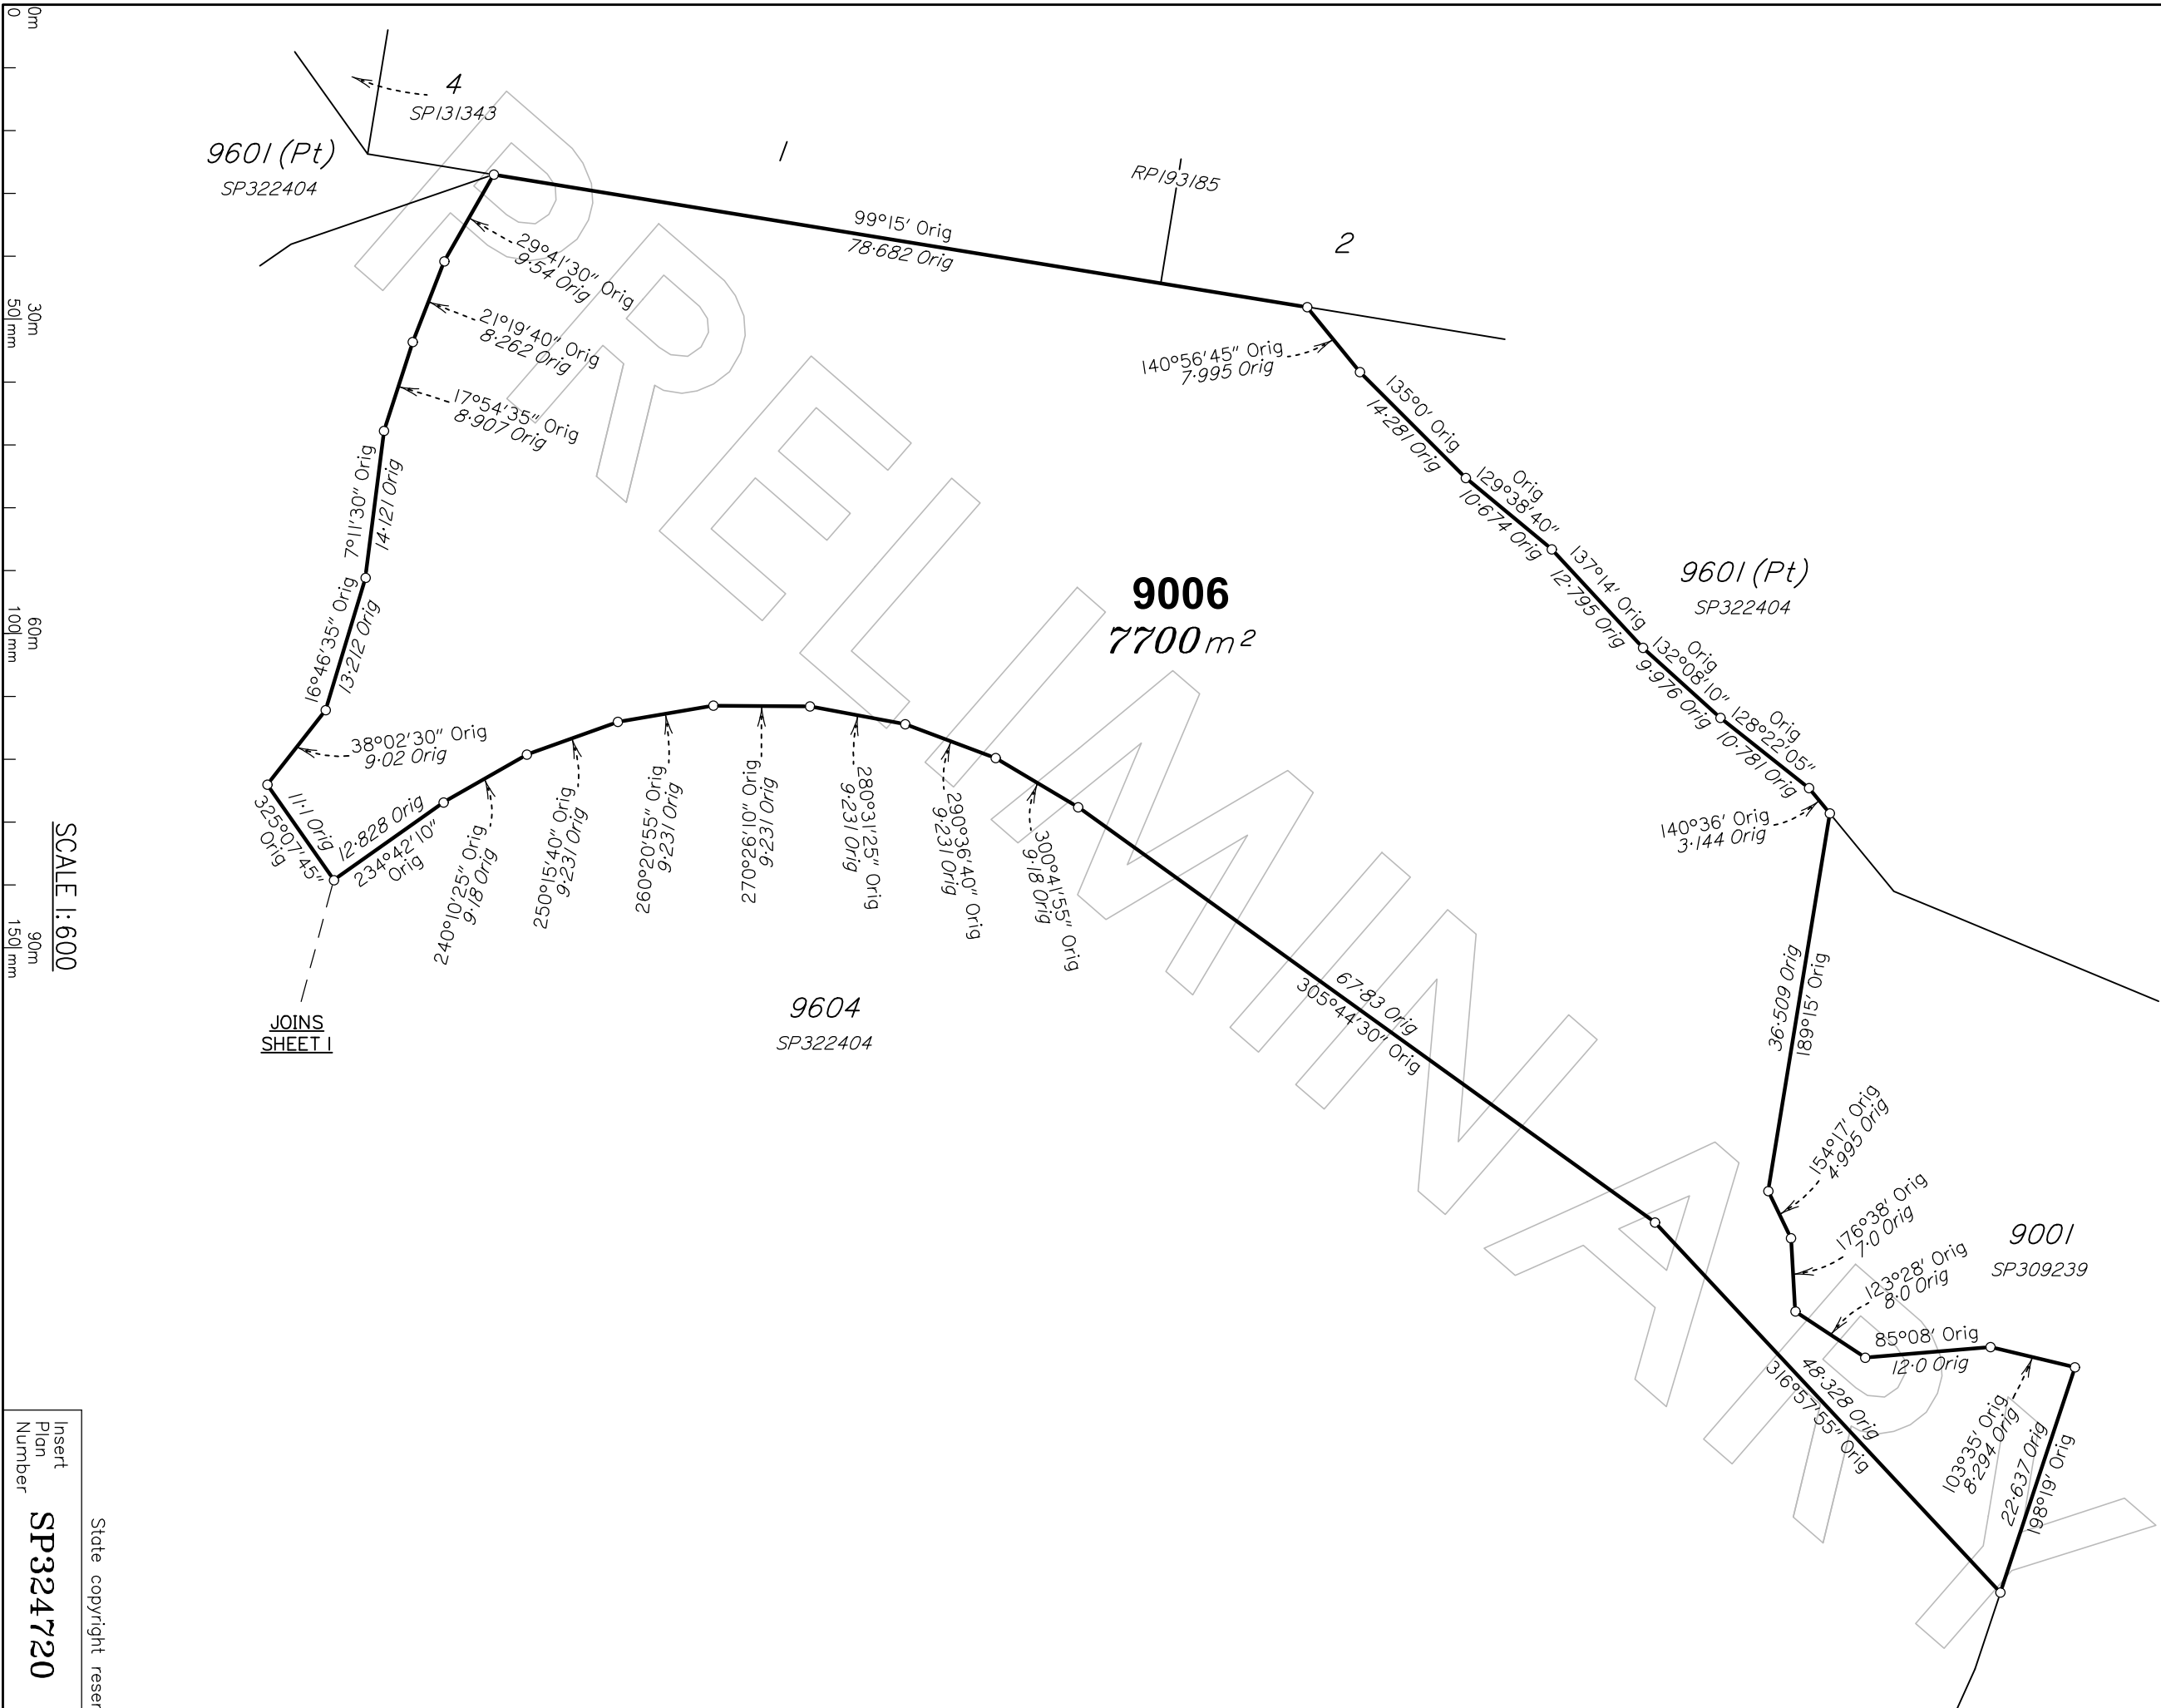 0m
0
30m
50 mm
60m
100 mm
90m
150 mm
SCALE 1:600
4
SP131343
9601 (Pt)
SP322404
1
RP193185
2
99°15' Orig
78·682 Orig
29°41'30" Orig
9·54 Orig
21°19'40" Orig
8·262 Orig
17°54'35" Orig
8·907 Orig
7°11'30" Orig
14·121 Orig
16°46'35" Orig
13·212 Orig
38°02'30" Orig
9·02 Orig
11·1 Orig
325°07'45"
Orig
12·828 Orig
234°42'10"
Orig
240°10'25" Orig
9·18 Orig
250°15'40" Orig
9·231 Orig
260°20'55" Orig
9·231 Orig
270°26'10" Orig
9·231 Orig
280°31'25" Orig
9·231 Orig
290°36'40" Orig
9·231 Orig
300°41'55" Orig
9·18 Orig
67·83 Orig
305°44'30" Orig
48·328 Orig
316°57'55" Orig
140°56'45" Orig
7·995 Orig
135°0' Orig
14·281 Orig
Orig
129°38'40"
10·674 Orig
137°14' Orig
12·795 Orig
Orig
132°08'10"
9·976 Orig
Orig
128°22'05"
10·781 Orig
140°36' Orig
3·144 Orig
36·509 Orig
189°15' Orig
154°17' Orig
4·995 Orig
176°38' Orig
7·0 Orig
123°28' Orig
8·0 Orig
85°08' Orig
12·0 Orig
103°35' Orig
8·294 Orig
22·637 Orig
198°19' Orig
9601 (Pt)
SP322404
9006
7700 m²
9604
SP322404
9001
SP309239
JOINS
SHEET 1
PRELIMINARY
State copyright reser
Insert
Plan
Number
SP324720